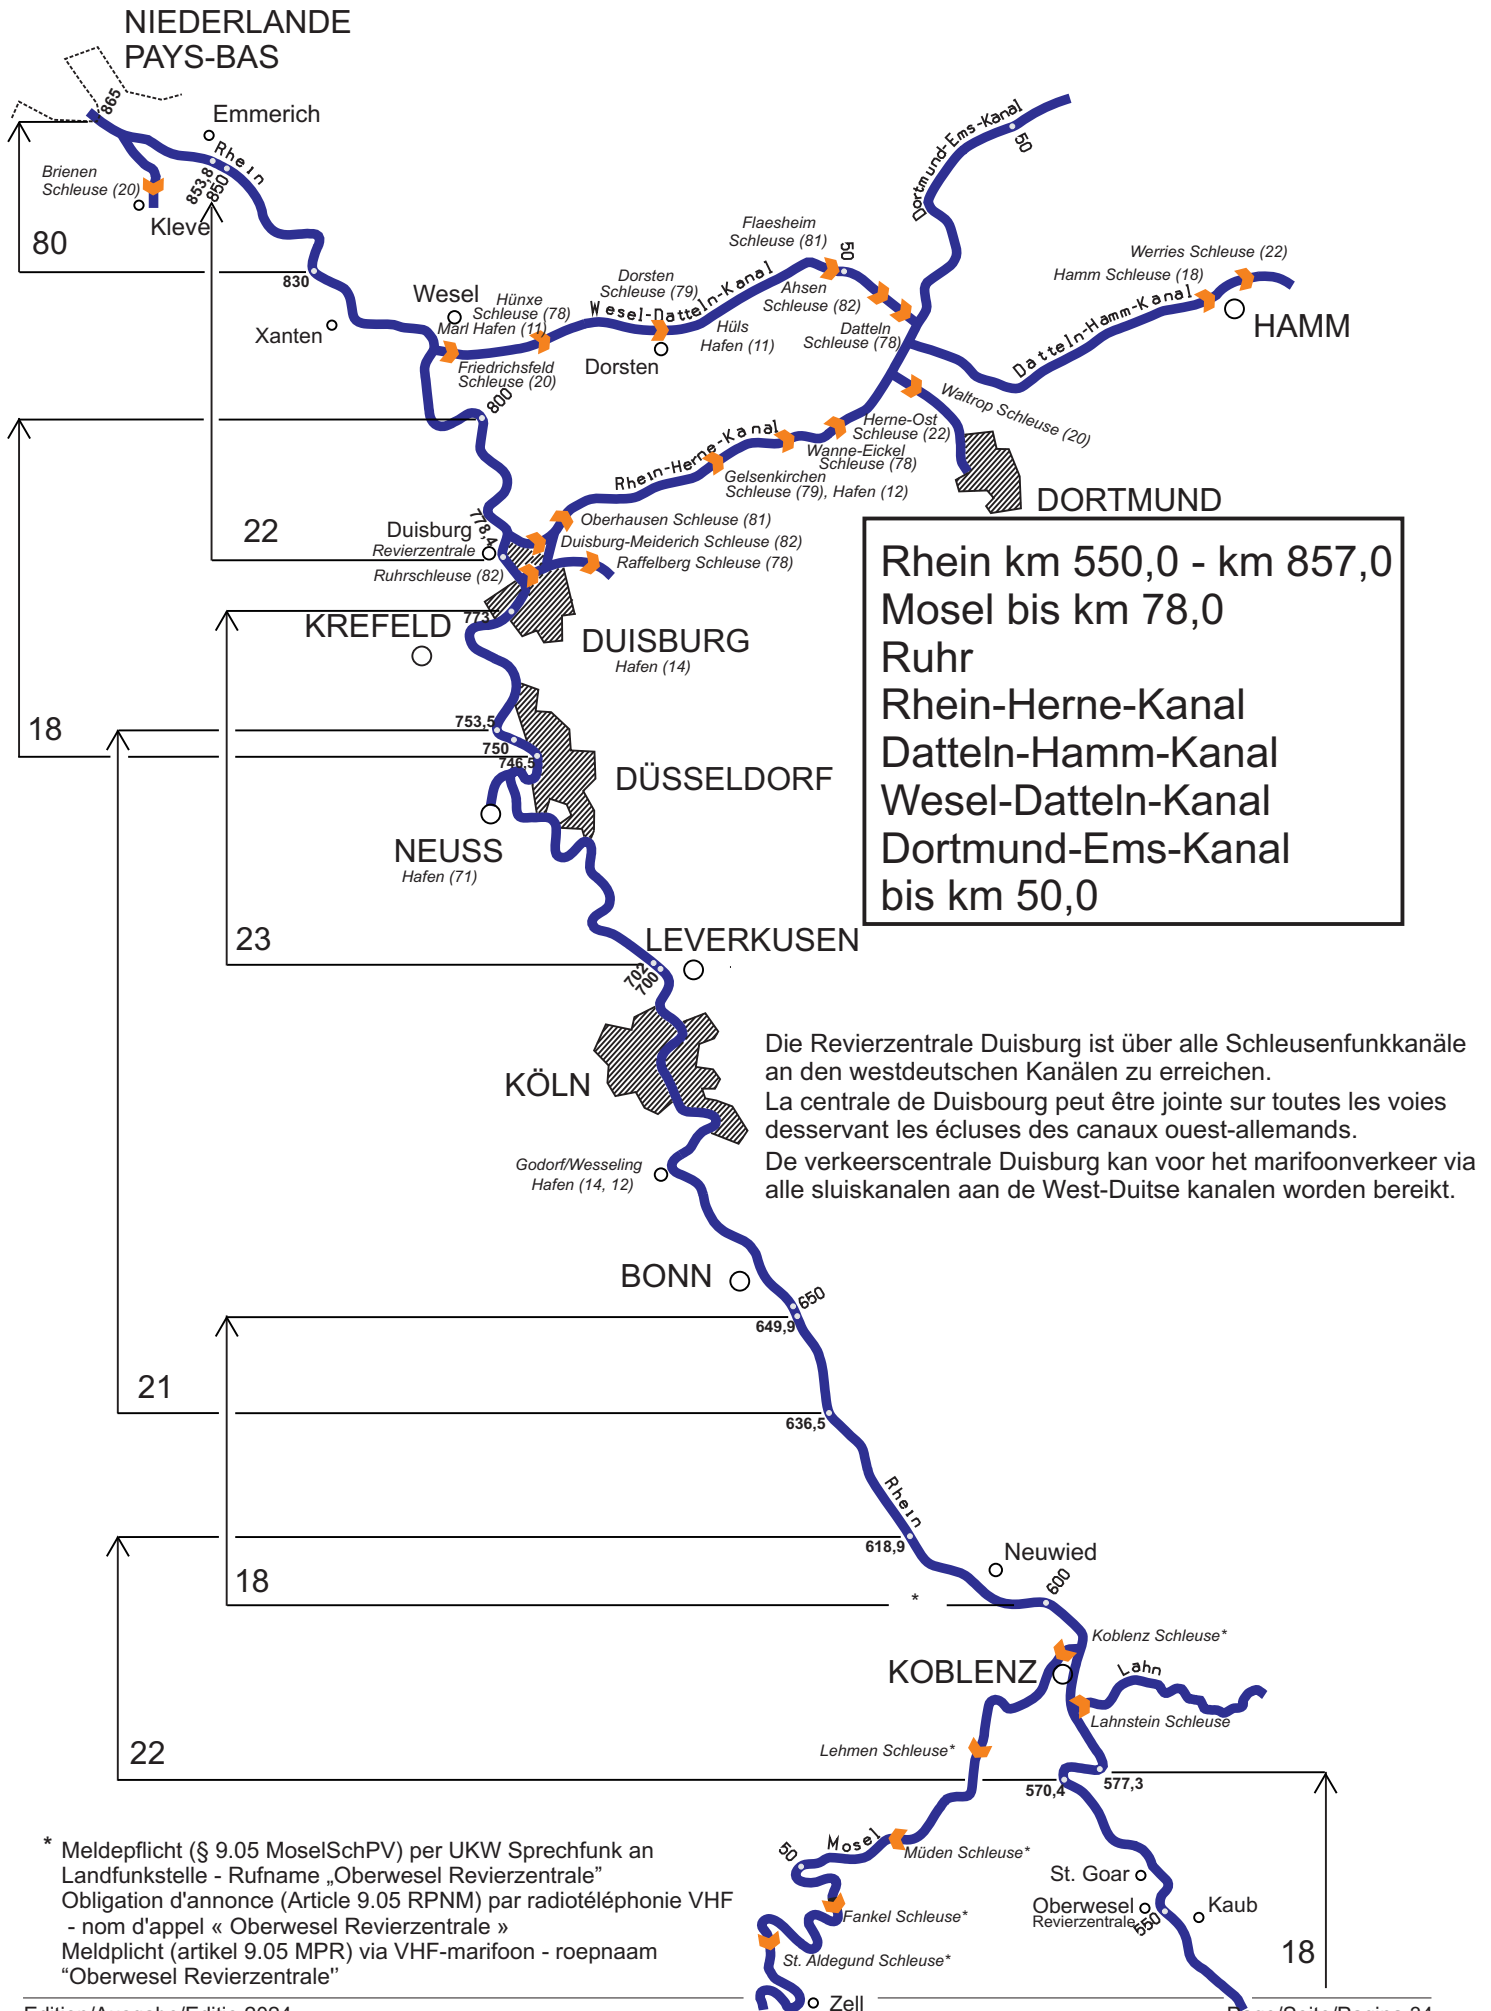 NIEDERLANDE
PAYS-BAS
865
Emmerich
Rhein
853,8
850
Brienen
Schleuse (20)
Kleve
80
830
Xanten
Wesel
Hünxe
Schleuse (78)
Marl Hafen (11)
Friedrichsfeld
Schleuse (20)
Dorsten
Schleuse (79)
Wesel-Datteln-Kanal
Dorsten
Hüls
Hafen (11)
Flaesheim
Schleuse (81)
50
Ahsen
Schleuse (82)
Datteln
Schleuse (78)
Dortmund-Ems-Kanal
50
Werries Schleuse (22)
Hamm Schleuse (18)
Datteln-Hamm-Kanal
HAMM
Waltrop Schleuse (20)
DORTMUND
800
Rhein-Herne-Kanal
Herne-Ost
Schleuse (22)
Wanne-Eickel
Schleuse (78)
Gelsenkirchen
Schleuse (79), Hafen (12)
Oberhausen Schleuse (81)
Duisburg-Meiderich Schleuse (82)
Raffelberg Schleuse (78)
22
778,4
Duisburg
Revierzentrale
Ruhrschleuse (82)
KREFELD
773
DUISBURG
Hafen (14)
Rhein km 550,0 - km 857,0
Mosel bis km 78,0
Ruhr
Rhein-Herne-Kanal
Datteln-Hamm-Kanal
Wesel-Datteln-Kanal
Dortmund-Ems-Kanal
bis km 50,0
18
753,5
750
746,5
DÜSSELDORF
NEUSS
Hafen (71)
23
LEVERKUSEN
702
700
KÖLN
Die Revierzentrale Duisburg ist über alle Schleusenfunkkanäle
an den westdeutschen Kanälen zu erreichen.
La centrale de Duisbourg peut être jointe sur toutes les voies
desservant les écluses des canaux ouest-allemands.
De verkeerscentrale Duisburg kan voor het marifoonverkeer via
alle sluiskanalen aan de West-Duitse kanalen worden bereikt.
Godorf/Wesseling
Hafen (14, 12)
BONN
650
649,9
21
636,5
Rhein
618,9
Neuwied
18
*
600
Koblenz Schleuse*
KOBLENZ
Lahn
Lahnstein Schleuse
Lehmen Schleuse*
22
570,4
577,3
50
Mosel
Müden Schleuse*
St. Goar
Oberwesel
Revierzentrale
550
Kaub
Fankel Schleuse*
St. Aldegund Schleuse*
18
Zell
* Meldepflicht (§ 9.05 MoselSchPV) per UKW Sprechfunk an
Landfunkstelle - Rufname „Oberwesel Revierzentrale”
Obligation d'annonce (Article 9.05 RPNM) par radiotéléphonie VHF
- nom d'appel « Oberwesel Revierzentrale »
Meldplicht (artikel 9.05 MPR) via VHF-marifoon - roepnaam
“Oberwesel Revierzentrale''